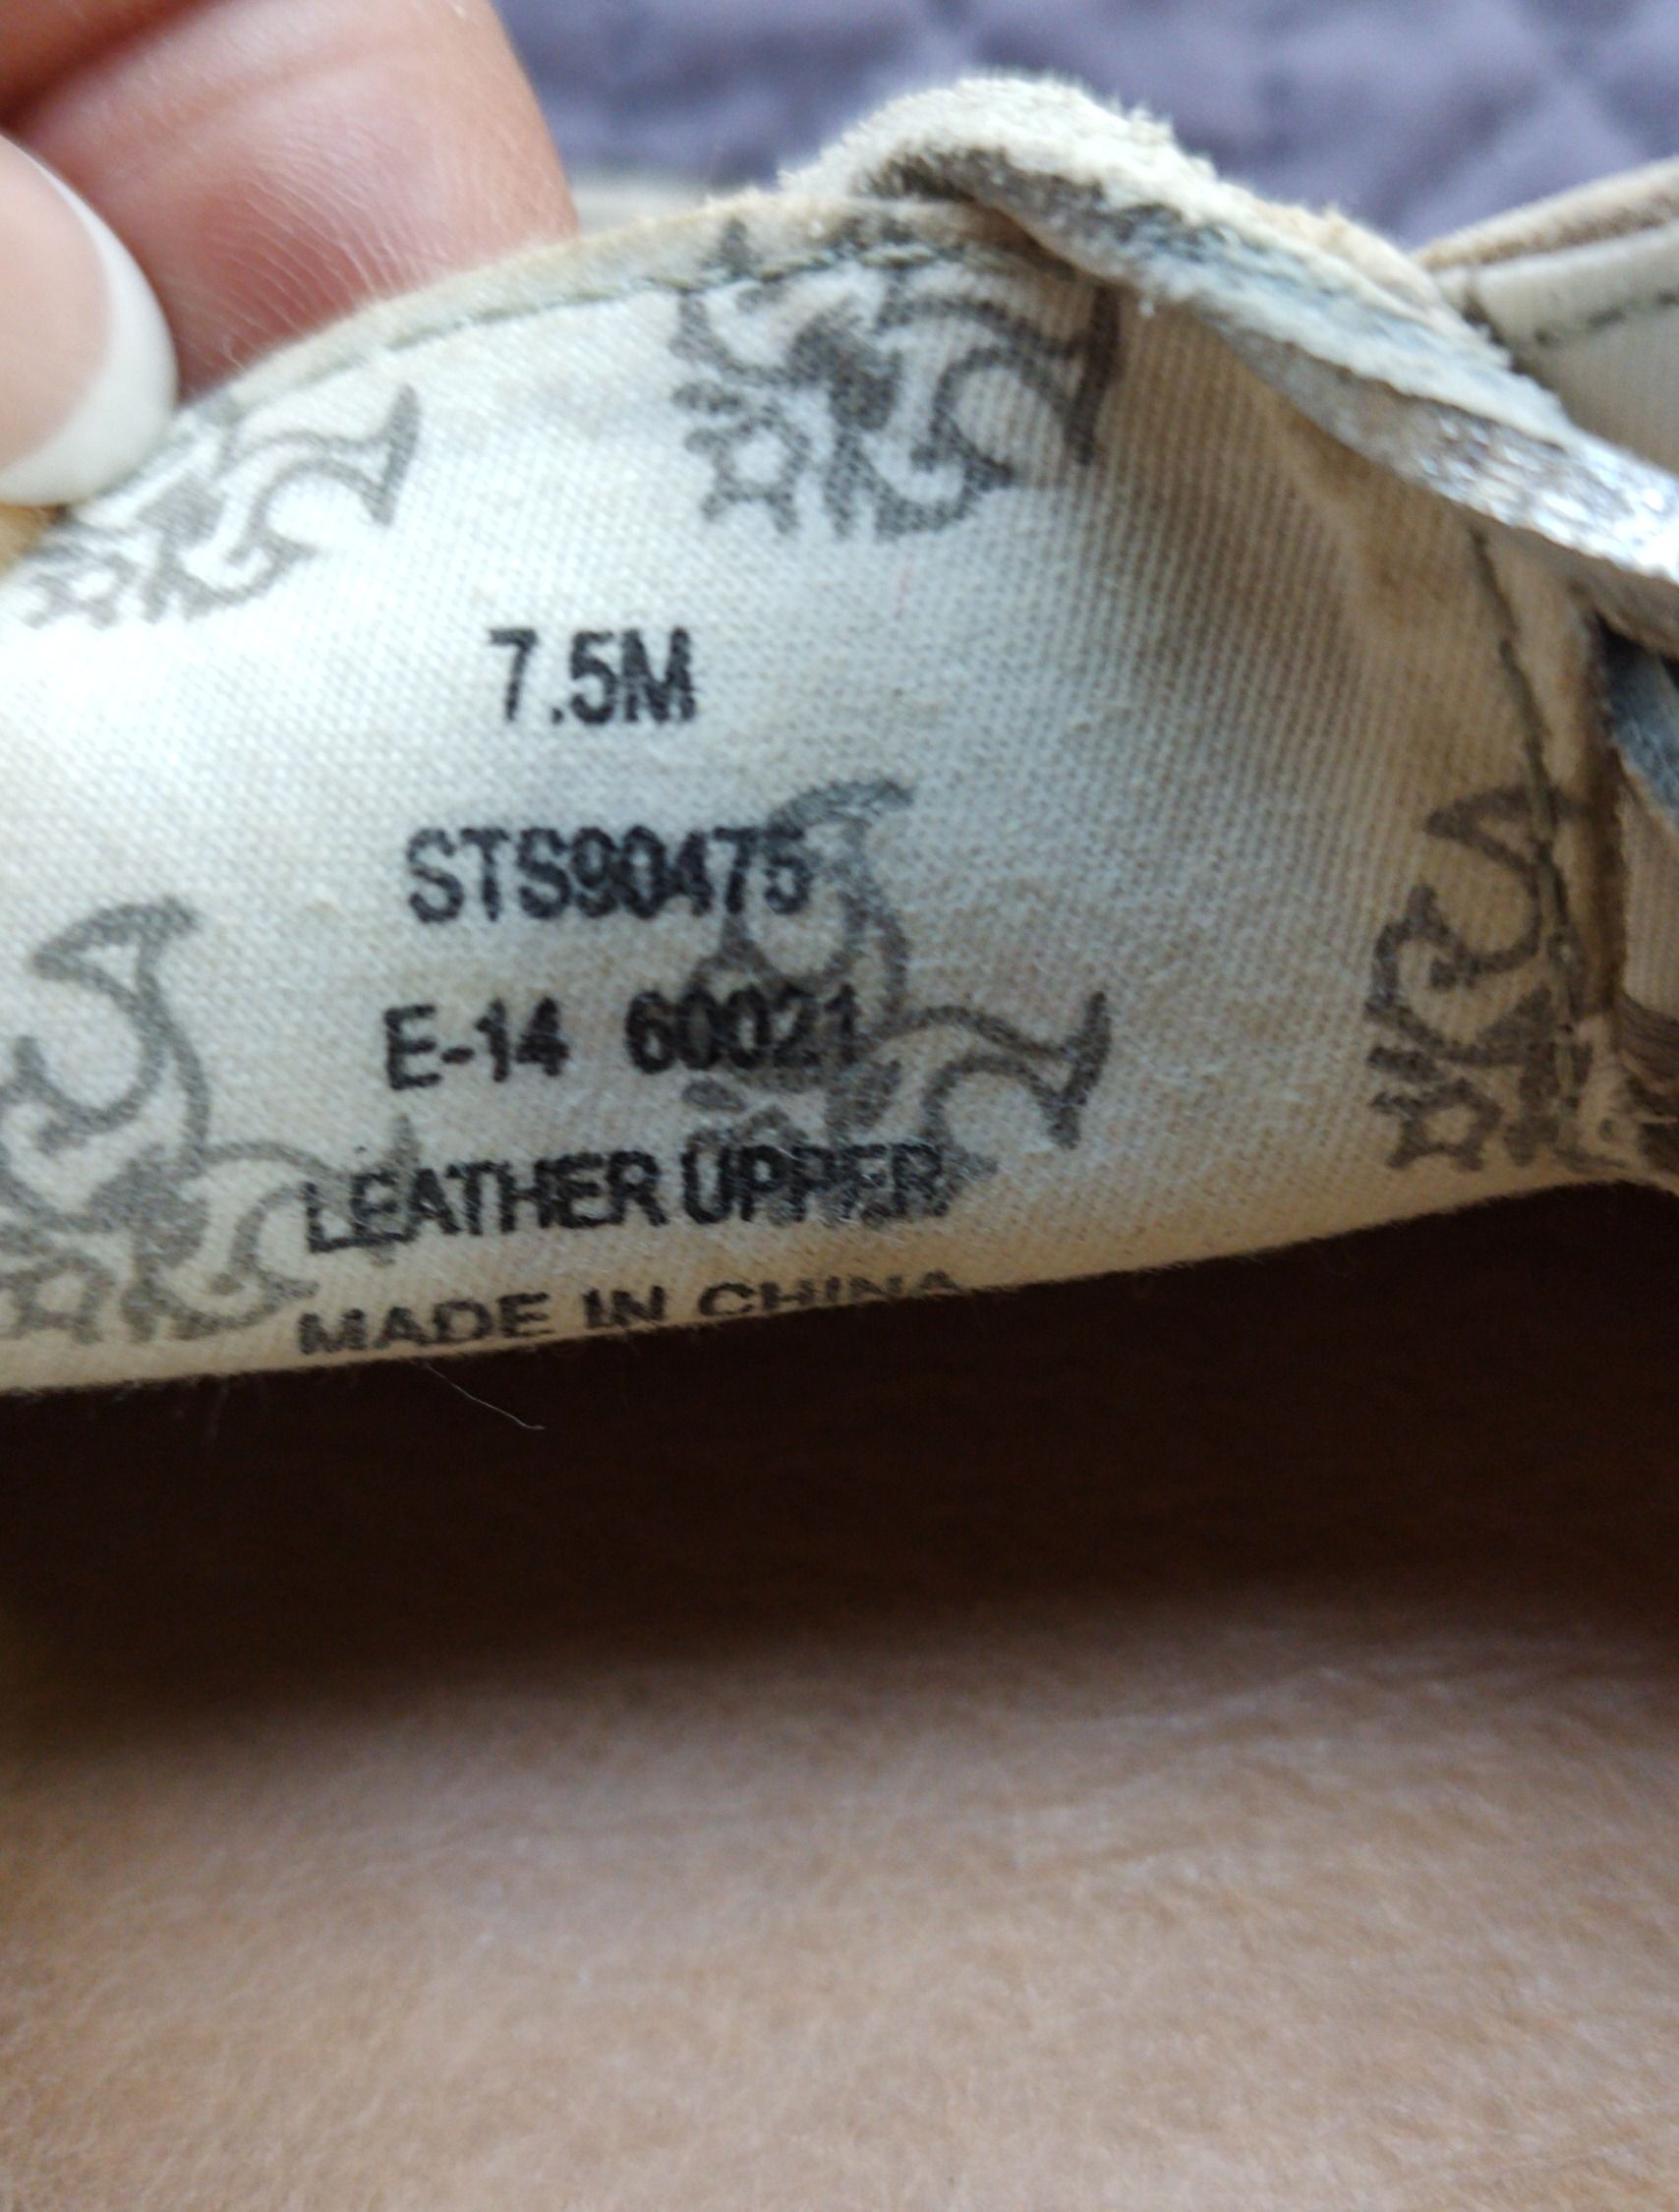 7.5M
STS90475
E-14 60021
LEATHER UPPER
MADE IN CHINA